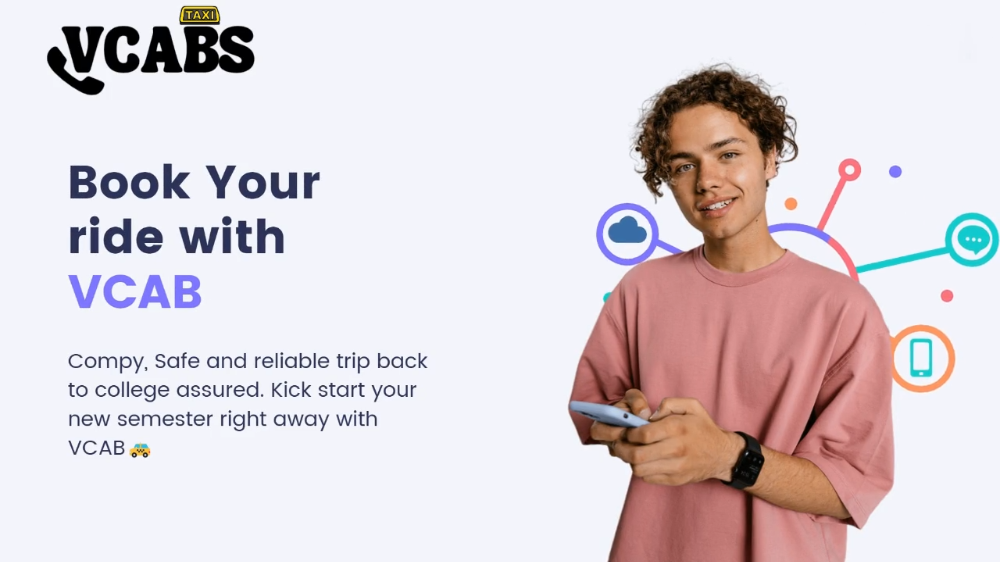 TAXI
VCABS
Book Your
ride with
VCAB
Compy, Safe and reliable trip back
to college assured. Kick start your
new semester right away with
VCAB🚕